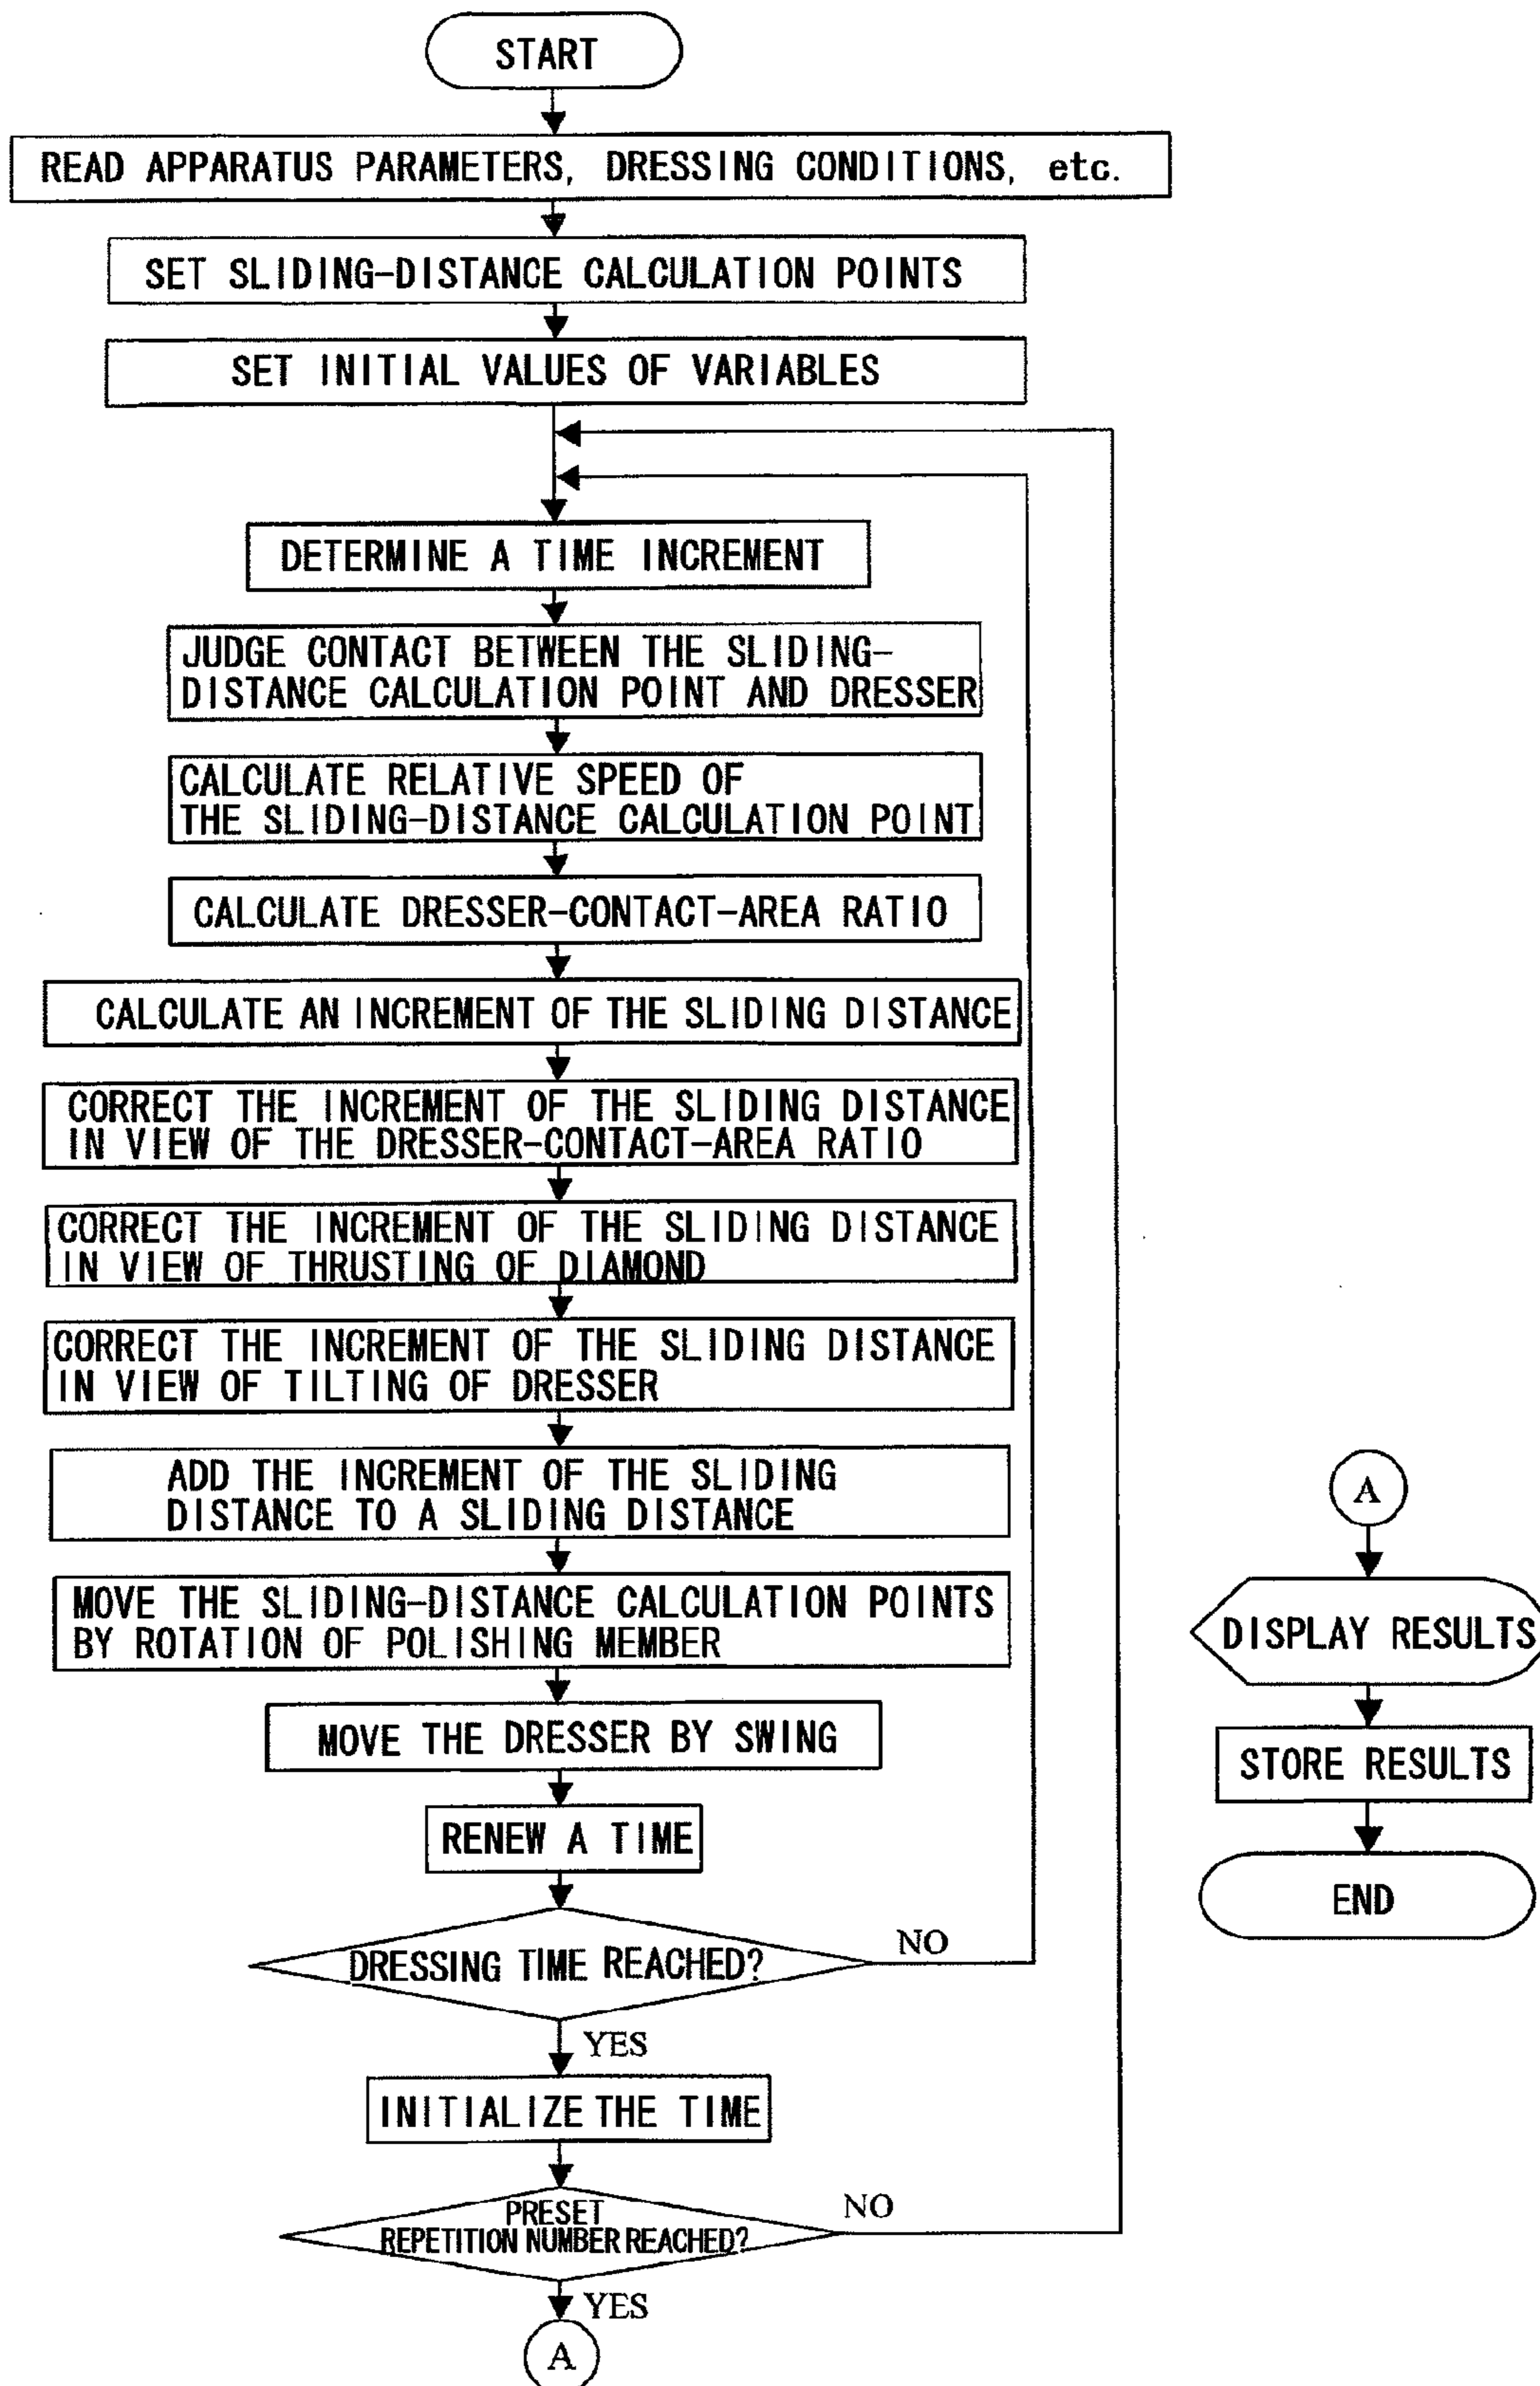 START
READ APPARATUS PARAMETERS, DRESSING CONDITIONS, etc.
SET SLIDING-DISTANCE CALCULATION POINTS
SET INITIAL VALUES OF VARIABLES
DETERMINE A TIME INCREMENT
JUDGE CONTACT BETWEEN THE SLIDING-
DISTANCE CALCULATION POINT AND DRESSER
CALCULATE RELATIVE SPEED OF
THE SLIDING-DISTANCE CALCULATION POINT
CALCULATE DRESSER-CONTACT-AREA RATIO
CALCULATE AN INCREMENT OF THE SLIDING DISTANCE
CORRECT THE INCREMENT OF THE SLIDING DISTANCE
IN VIEW OF THE DRESSER-CONTACT-AREA RATIO
CORRECT THE INCREMENT OF THE SLIDING DISTANCE
IN VIEW OF THRUSTING OF DIAMOND
CORRECT THE INCREMENT OF THE SLIDING DISTANCE
IN VIEW OF TILTING OF DRESSER
ADD THE INCREMENT OF THE SLIDING
DISTANCE TO A SLIDING DISTANCE
MOVE THE SLIDING-DISTANCE CALCULATION POINTS
BY ROTATION OF POLISHING MEMBER
MOVE THE DRESSER BY SWING
RENEW A TIME
DRESSING TIME REACHED?
NO
YES
INITIALIZE THE TIME
PRESET
REPETITION NUMBER REACHED?
NO
YES
A
A
DISPLAY RESULTS
STORE RESULTS
END